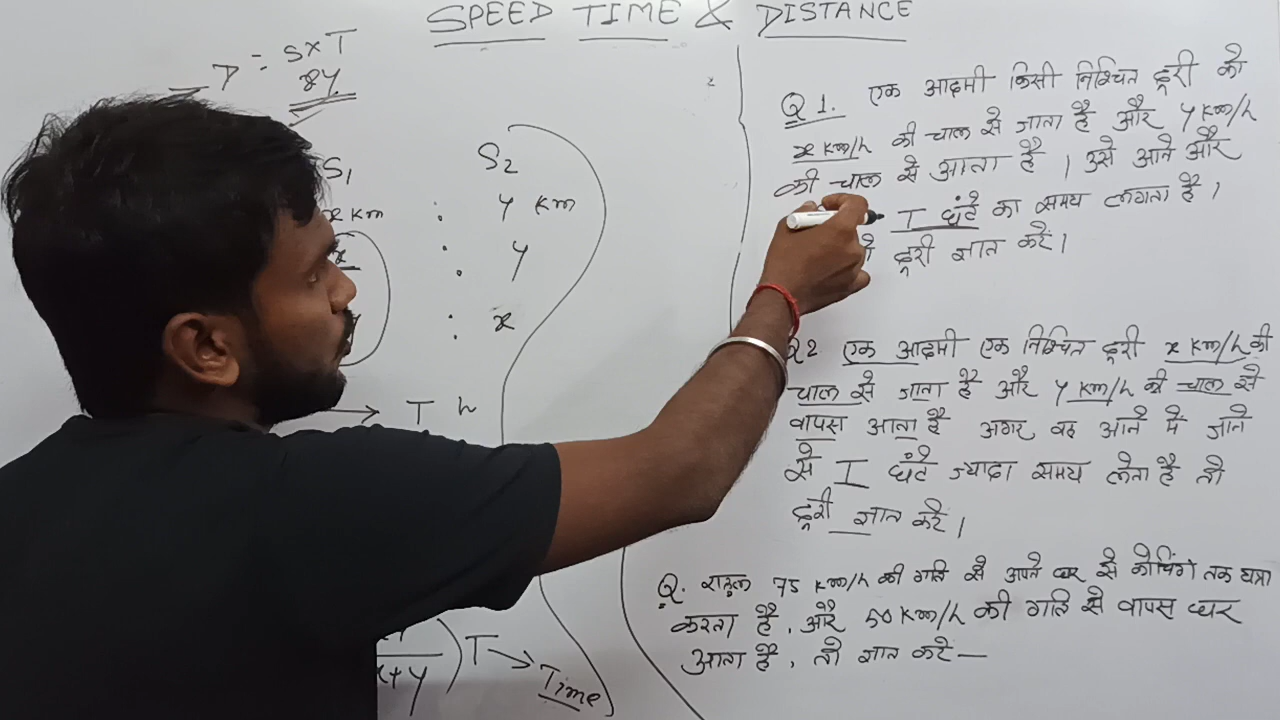 SPEED TIME & DISTANCE
D = S×T
xy
S1 S2
x km : y km
x : y
: x
→ T h
x+y) T → Time
Q 1. एक आदमी किसी निश्चित दूरी को
x km/h की चाल से जाता है और y km/h
की चाल से आता है। उसे आने और
T घंटे का समय लगता है।
दूरी ज्ञात करें।
Q2 एक आदमी एक निश्चित दूरी x km/h की
चाल से जाता है और y km/h की चाल से
वापस आता है अगर वह आने में जाने
से T घंटे ज्यादा समय लेता है तो
दूरी ज्ञात करें।
Q. राहुल 75 km/h की गति से अपने घर से कोचिंग तक यात्रा
करता है, और 50 km/h की गति से वापस घर
आता है, तो ज्ञात करें —